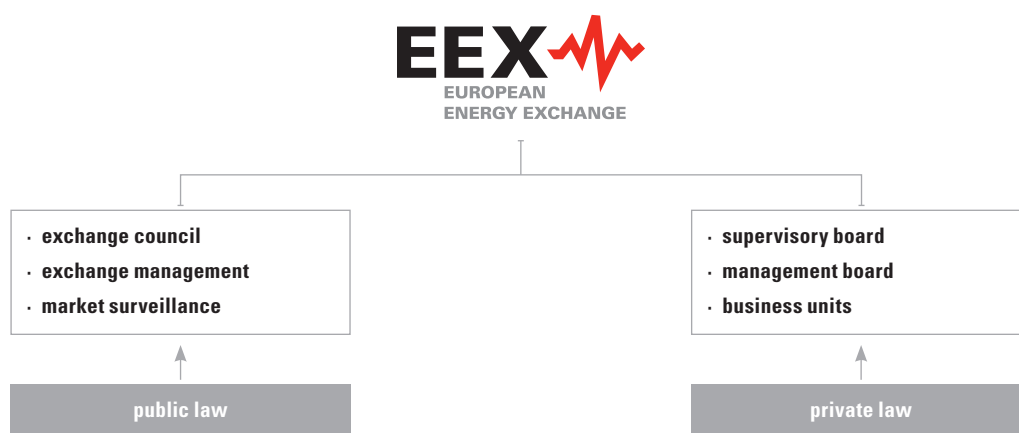 EEX
EUROPEAN
ENERGY EXCHANGE
· exchange council
· exchange management
· market surveillance
public law
· supervisory board
· management board
· business units
private law